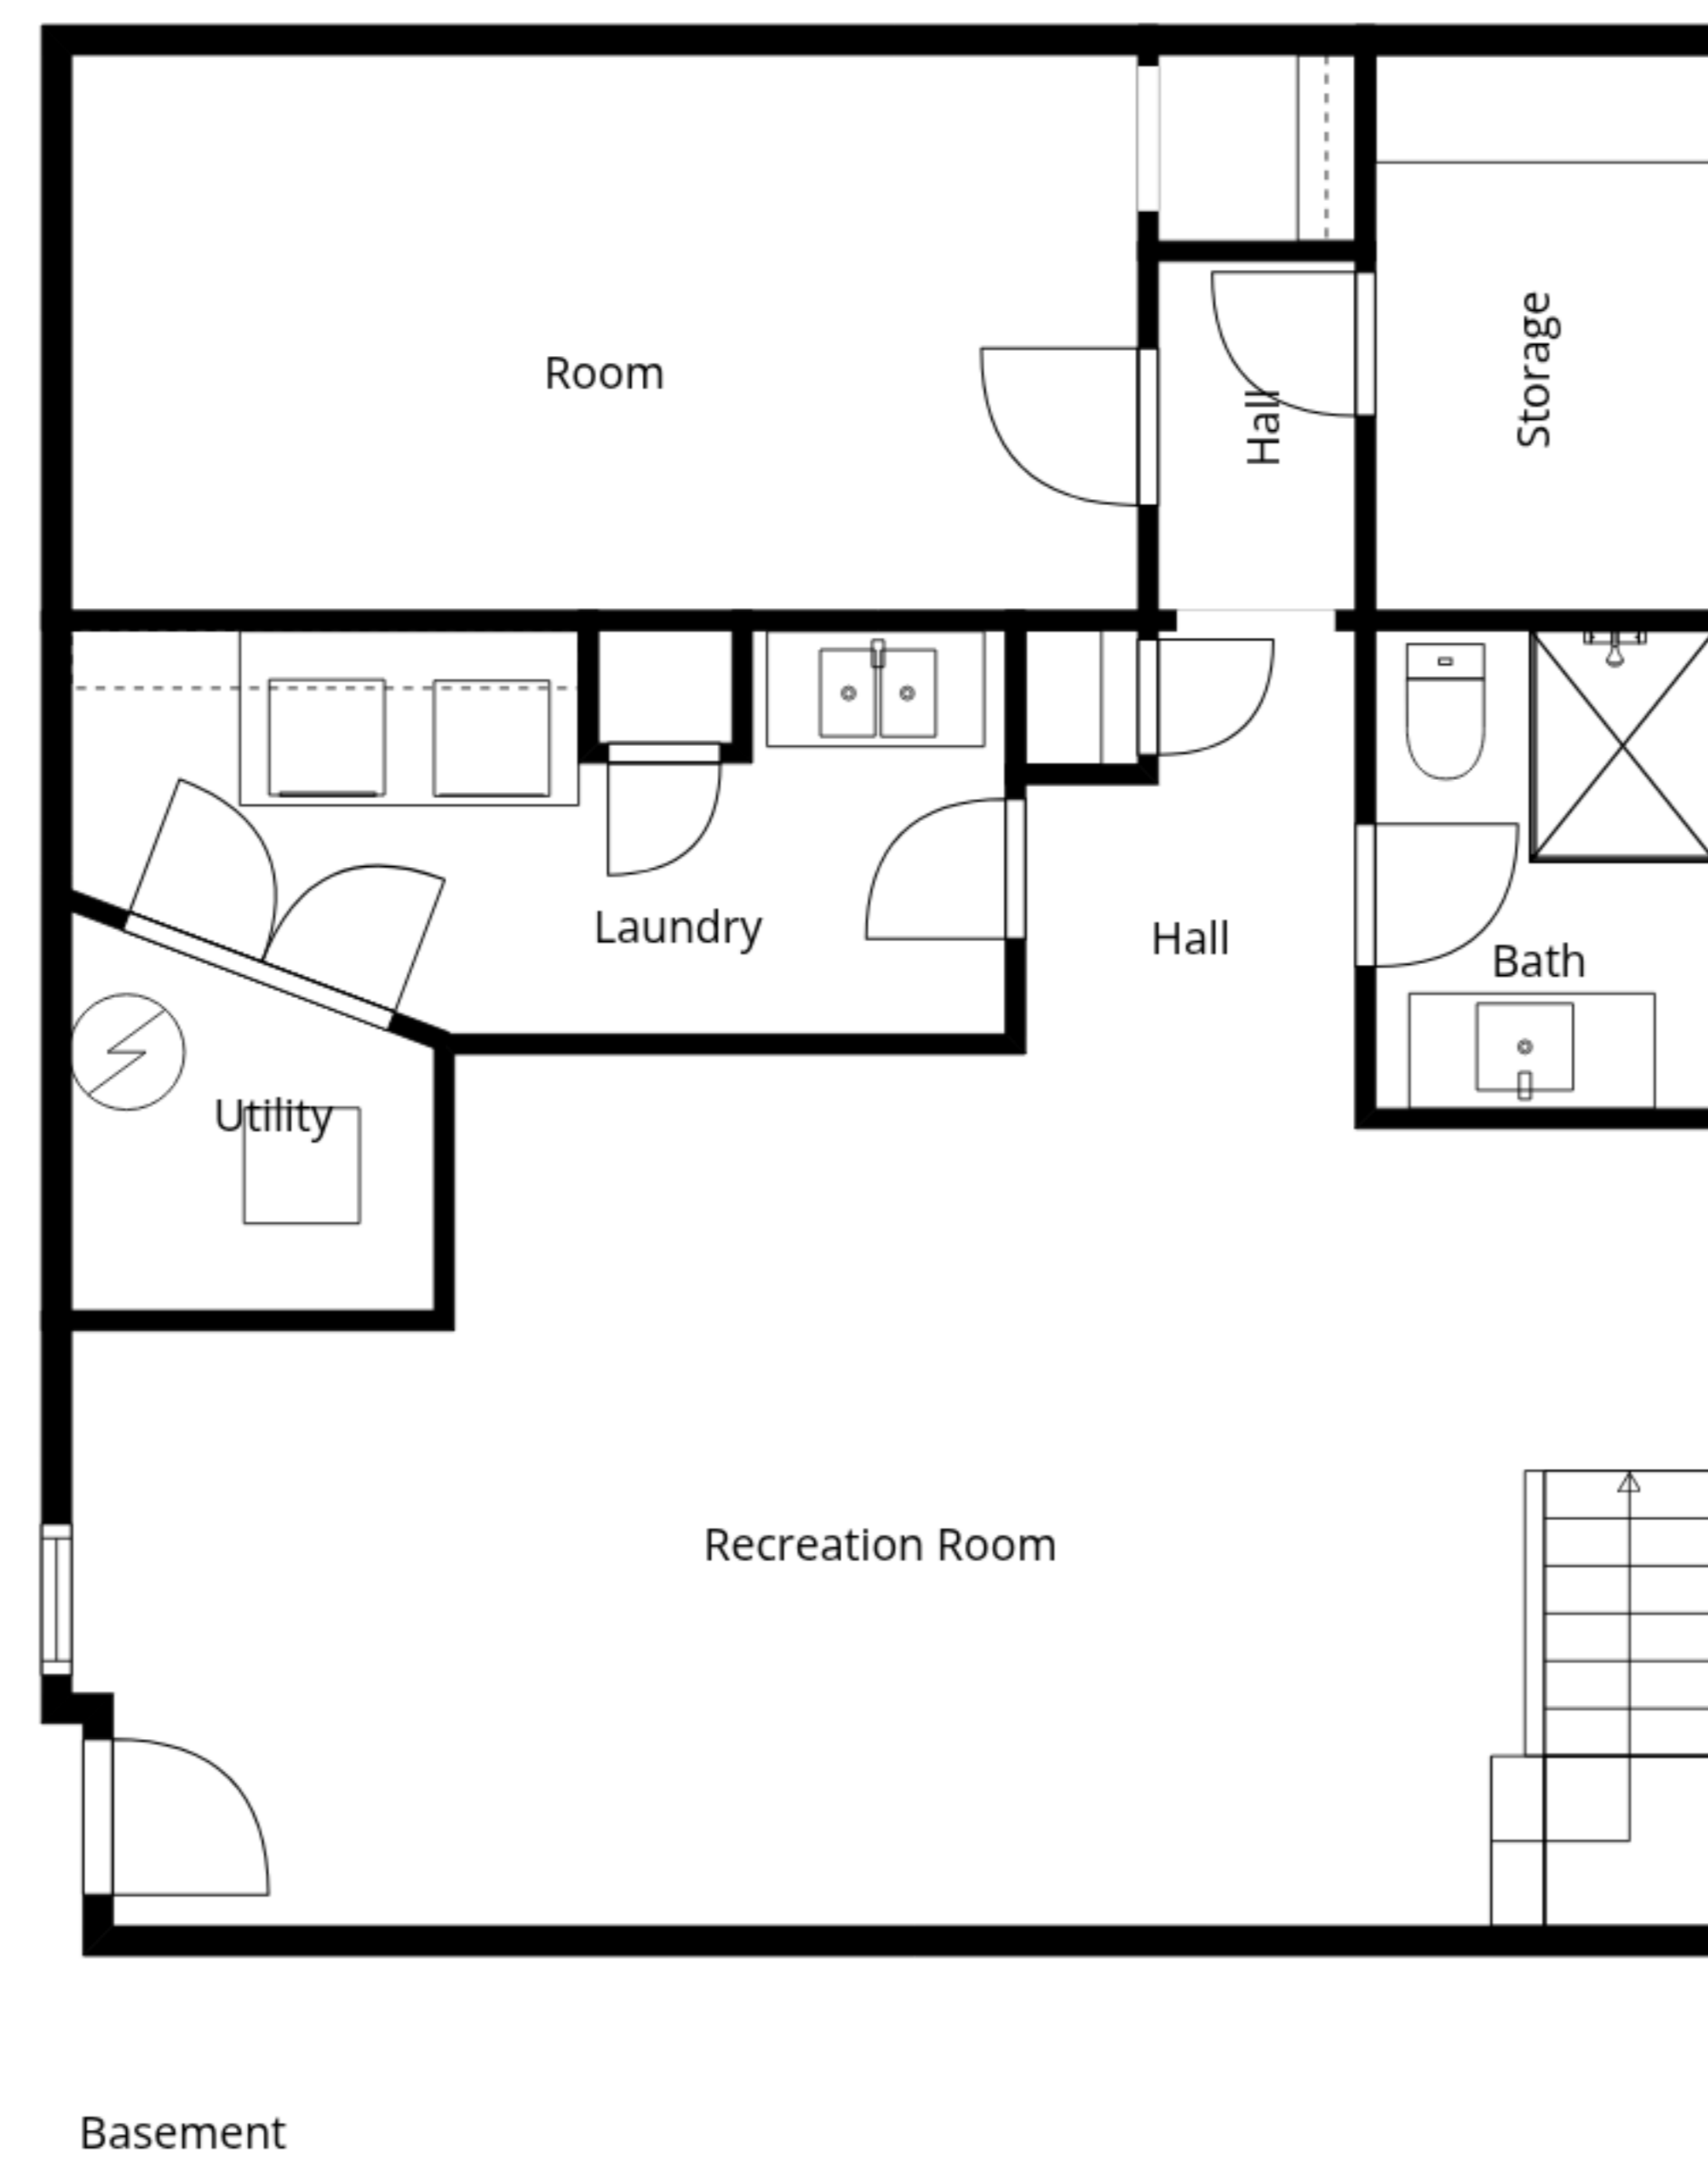 Room
Hall
Storage
Laundry
Hall
Bath
Utility
Recreation Room
Basement